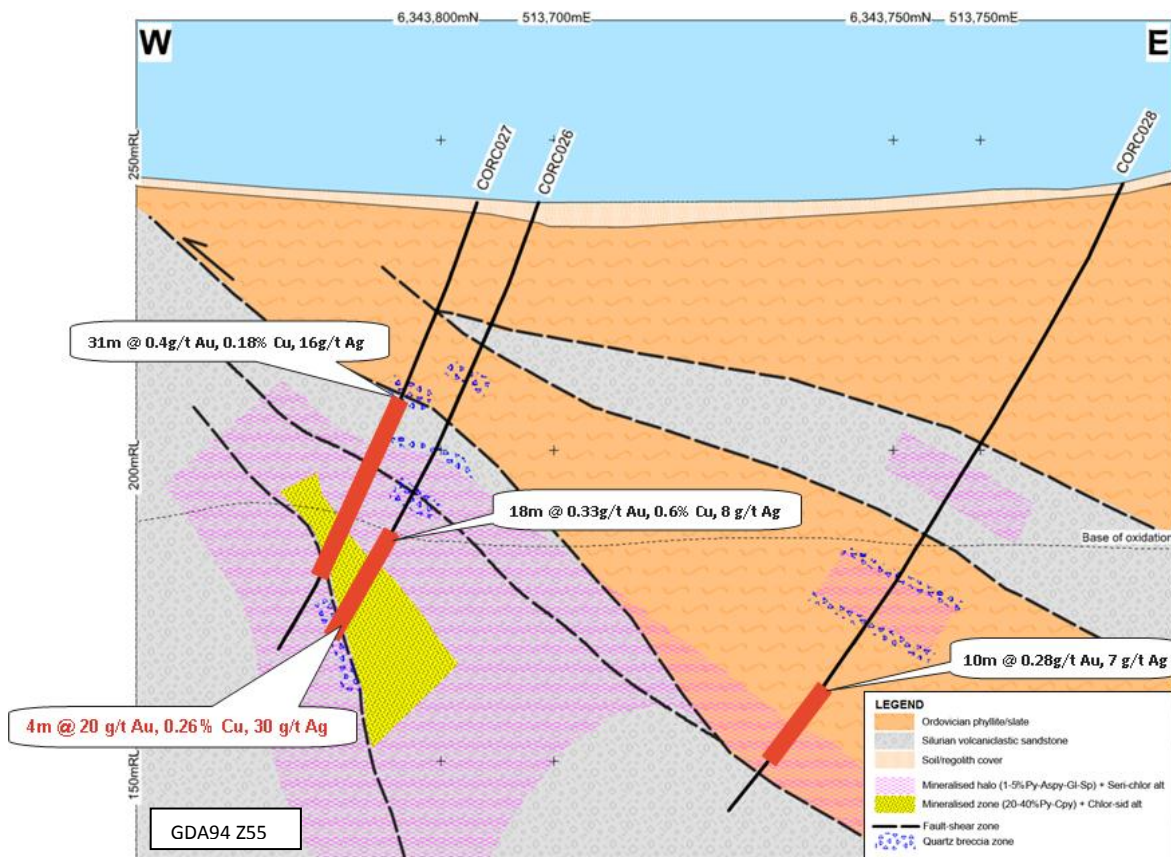 6,343,800mN 513,700mE 6,343,750mN 513,750mE
W
E
250mRL
CORC027
CORC026
CORC028
31m @ 0.4g/t Au, 0.18% Cu, 16g/t Ag
200mRL
18m @ 0.33g/t Au, 0.6% Cu, 8 g/t Ag
Base of oxidation
10m @ 0.28g/t Au, 7 g/t Ag
4m @ 20 g/t Au, 0.26% Cu, 30 g/t Ag
150mRL
GDA94 Z55
LEGEND
Ordovician phyllite/slate
Silurian volcaniclastic sandstone
Soil/regolith cover
Mineralised halo (1-5%Py-Aspy-Gl-Sp) + Seri-chlor alt
Mineralised zone (20-40%Py-Cpy) + Chlor-sid alt
Fault-shear zone
Quartz breccia zone